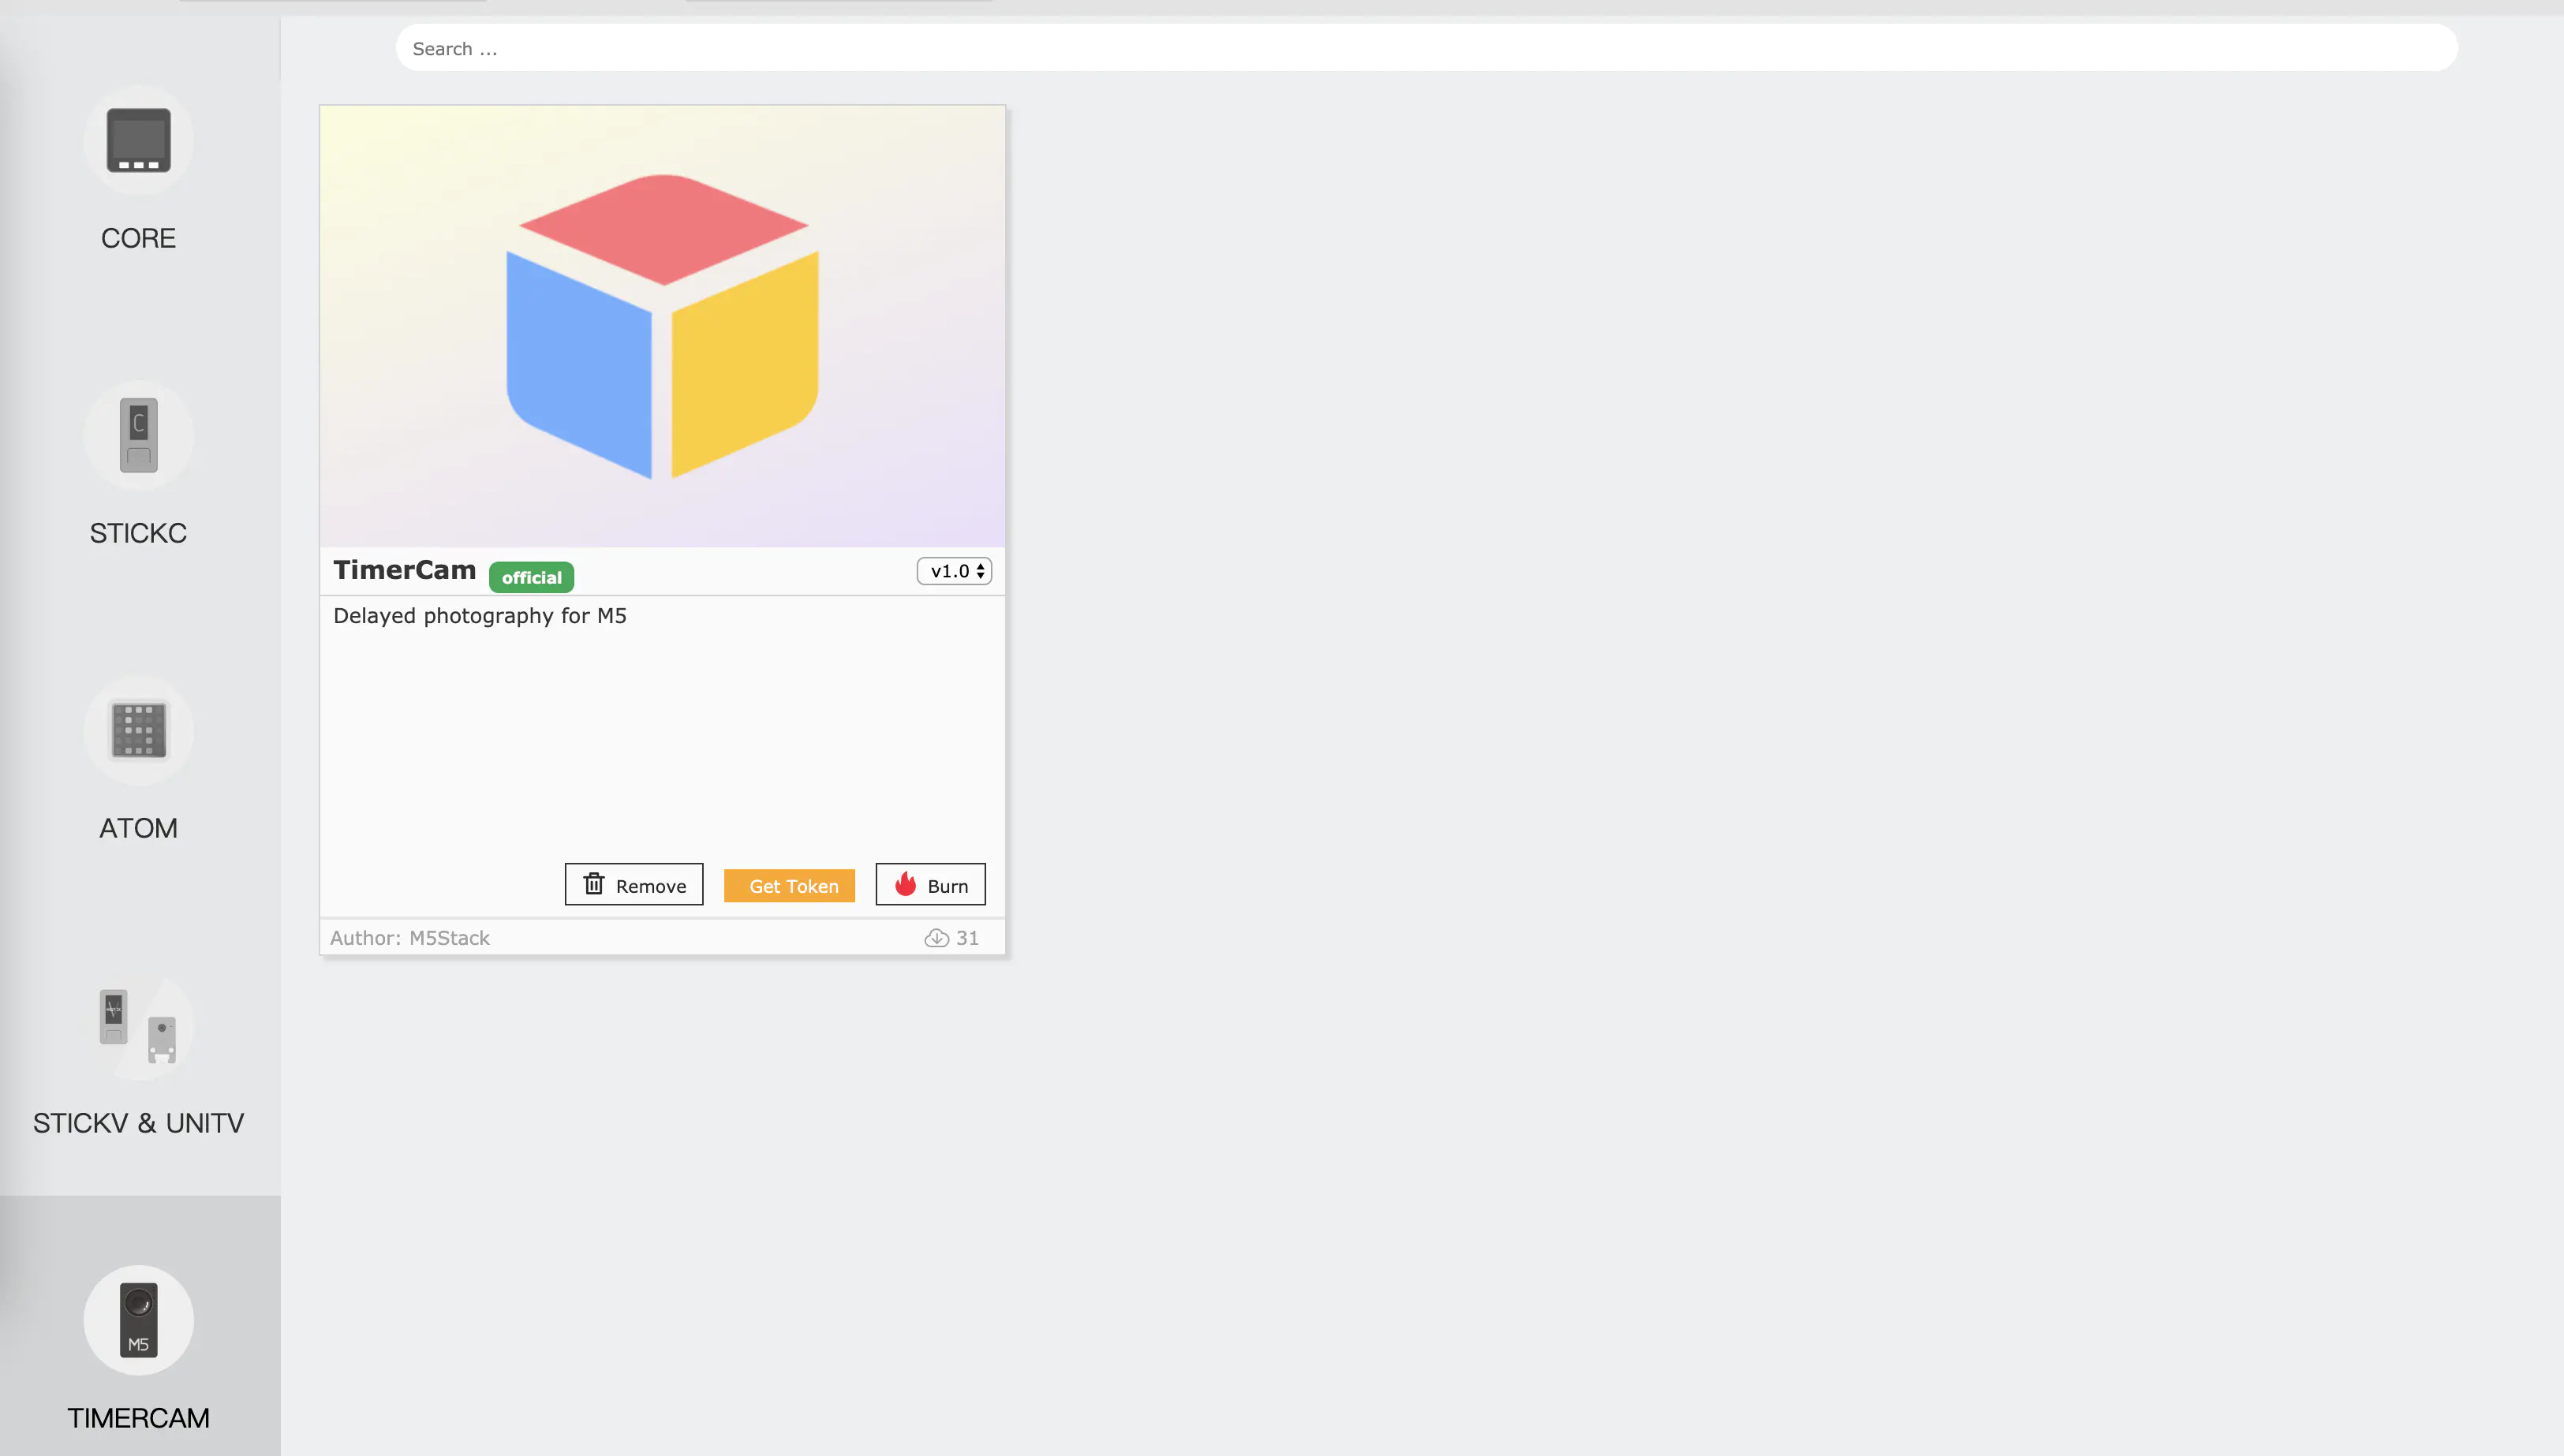 Search ...
CORE
C
STICKC
ATOM
STICKV & UNITV
M5
TIMERCAM
TimerCam
official
v1.0
Delayed photography for M5
Remove
Get Token
Burn
Author: M5Stack
31